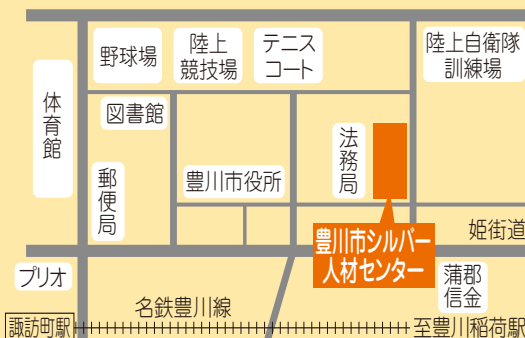 野球場
陸上
競技場
テニス
コート
陸上自衛隊
訓練場
体育館
図書館
郵便局
豊川市役所
法務局
豊川市シルバー
人材センター
姫街道
プリオ
蒲郡
信金
名鉄豊川線
諏訪町駅
至豊川稲荷駅